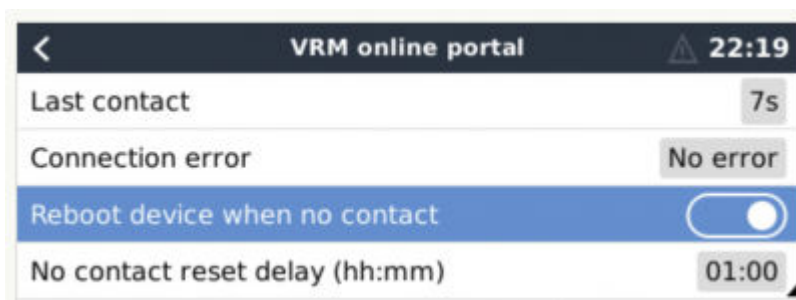 VRM online portal 22:19
Last contact 7s
Connection error No error
Reboot device when no contact
No contact reset delay (hh:mm) 01:00